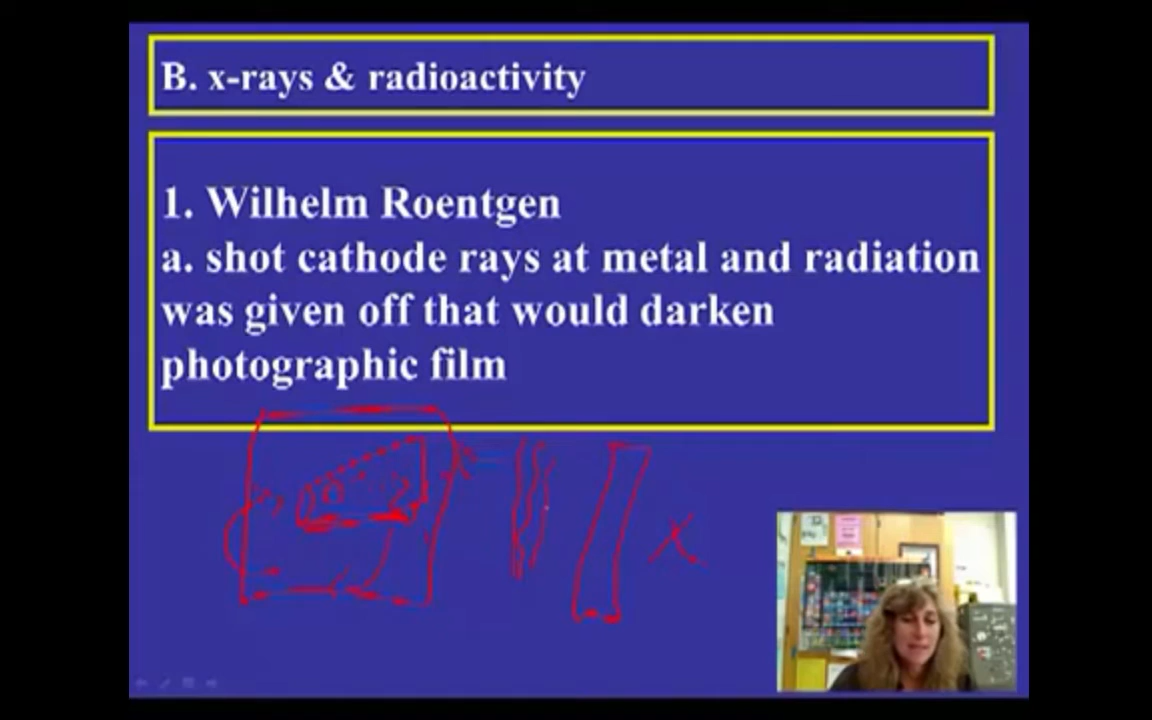 B. x-rays & radioactivity
1. Wilhelm Roentgen
a. shot cathode rays at metal and radiation
was given off that would darken
photographic film
X